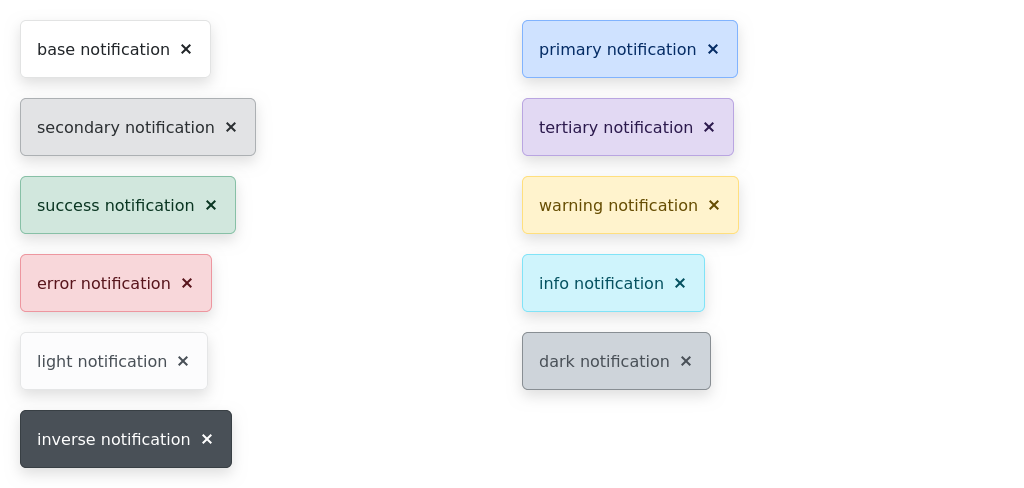 base notification ×
primary notification ×
secondary notification ×
tertiary notification ×
success notification ×
warning notification ×
error notification ×
info notification ×
light notification ×
dark notification ×
inverse notification ×